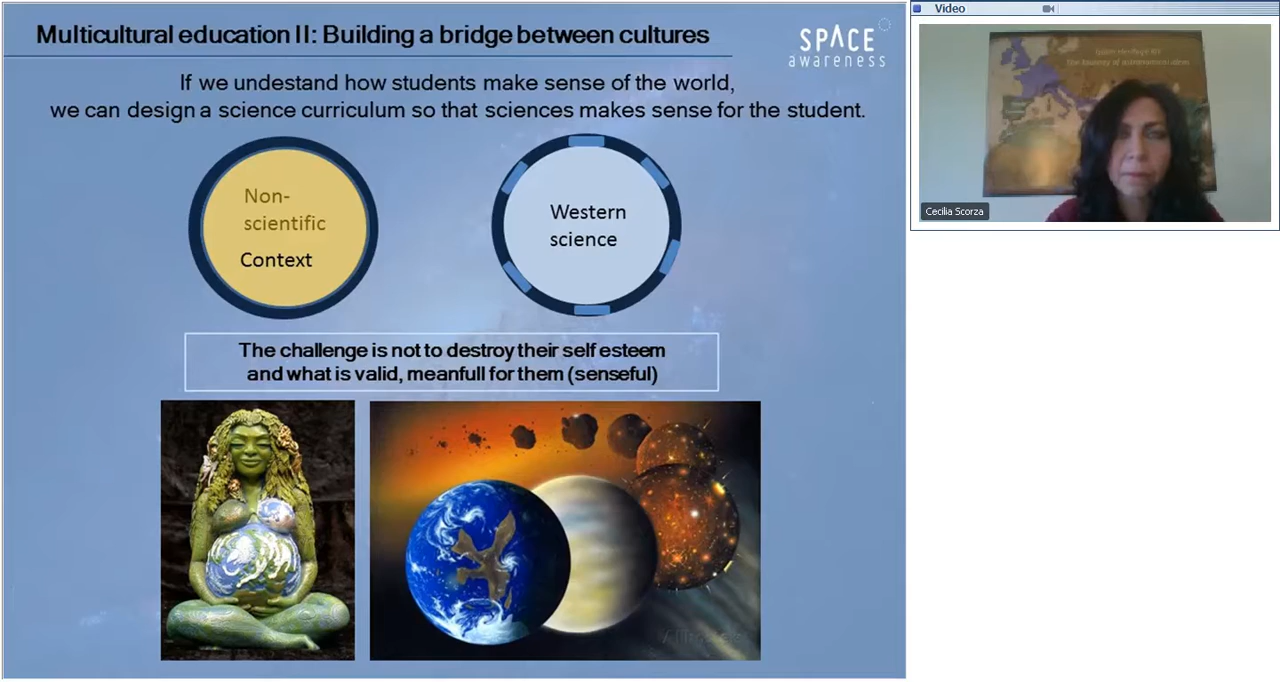 Multicultural education II: Building a bridge between cultures
SPACE
awareness
If we undestand how students make sense of the world,
we can design a science curriculum so that sciences makes sense for the student.
Non-
scientific
Context
Western
science
The challenge is not to destroy their self esteem
and what is valid, meanfull for them (senseful)
Video
Cecilia Scorza